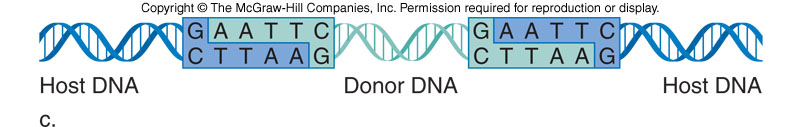 Copyright © The McGraw-Hill Companies, Inc. Permission required for reproduction or display.
GAATTC GAATTC
CTTAAG CTTAAG
Host DNA Donor DNA Host DNA
c.